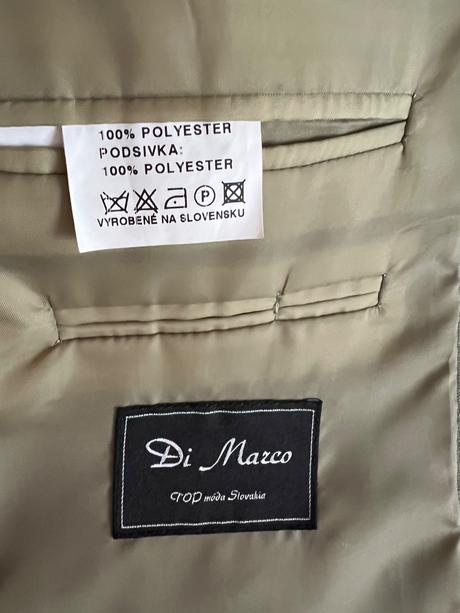 100% POLYESTER
PODSIVKA:
100% POLYESTER
P
VYROBENÉ NA SLOVENSKU
Di Marco
TOP móda Slovakia